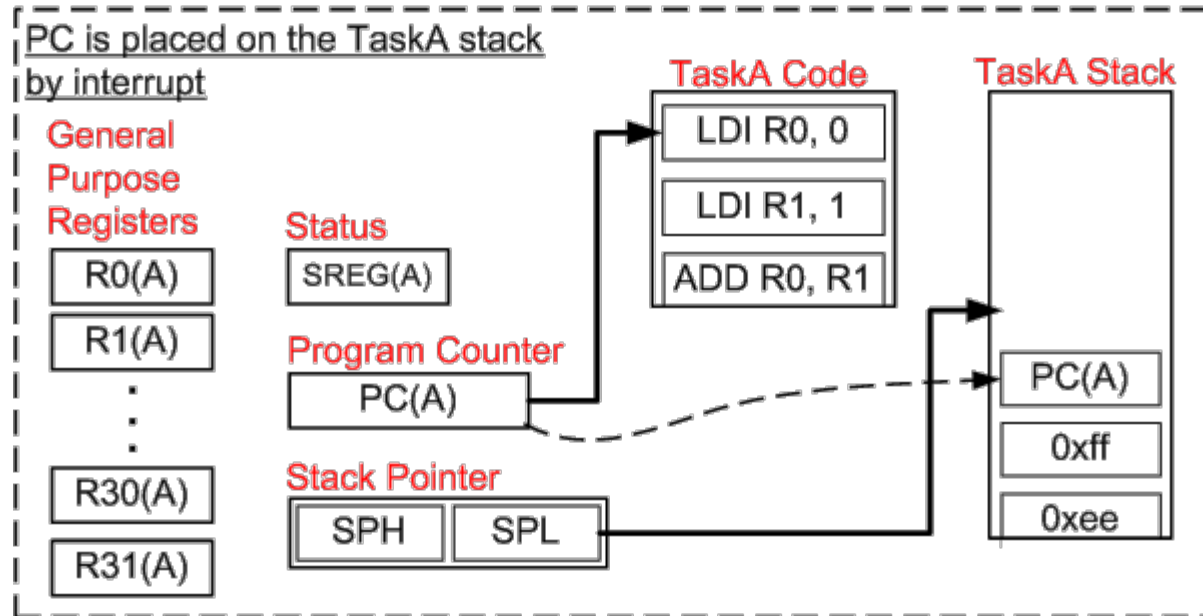 PC is placed on the TaskA stack
by interrupt
General
Purpose
Registers
R0(A)
R1(A)
R30(A)
R31(A)
Status
SREG(A)
Program Counter
PC(A)
Stack Pointer
SPH
SPL
TaskA Code
LDI R0, 0
LDI R1, 1
ADD R0, R1
TaskA Stack
PC(A)
0xff
0xee